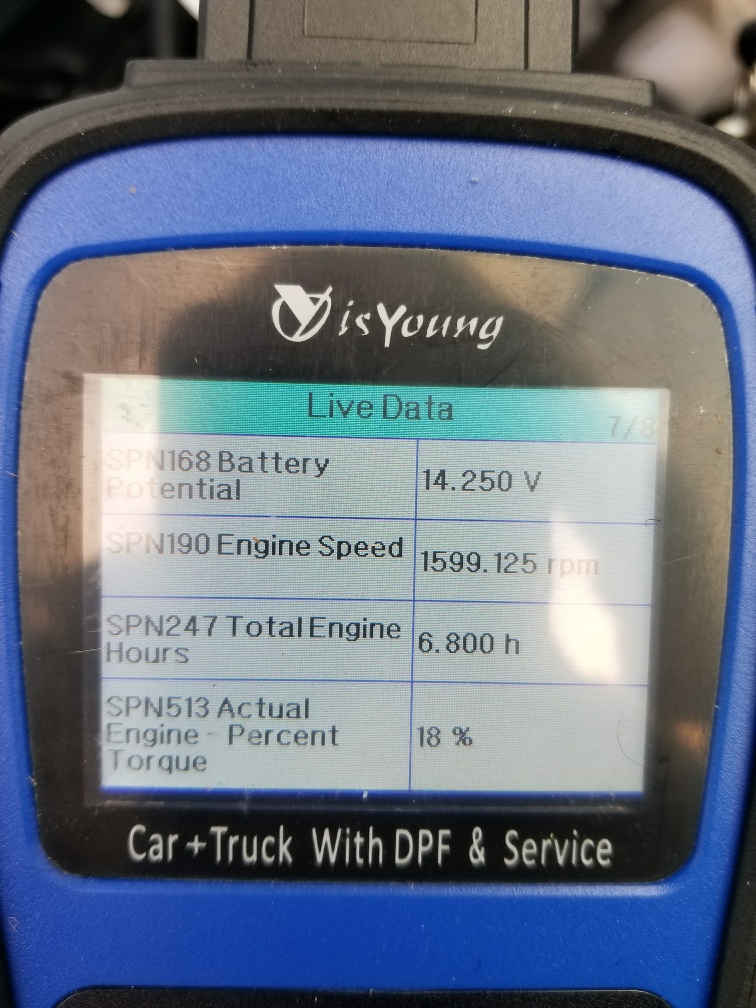 VisYoung
Live Data
7/8
SPN168 Battery
Potential
14.250 V
SPN190 Engine Speed
1599.125 rpm
SPN247 Total Engine
Hours
6.800 h
SPN513 Actual
Engine - Percent
Torque
18 %
Car+Truck With DPF & Service